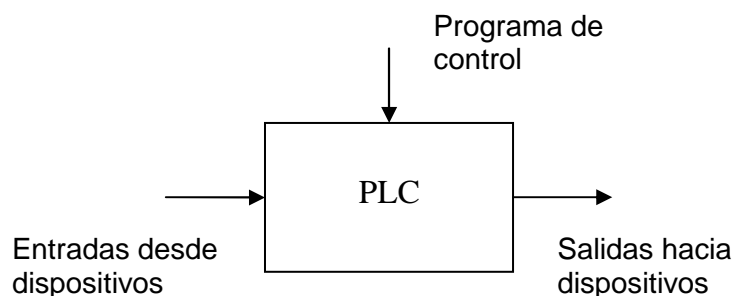 Programa de
control
PLC
Entradas desde
dispositivos
Salidas hacia
dispositivos